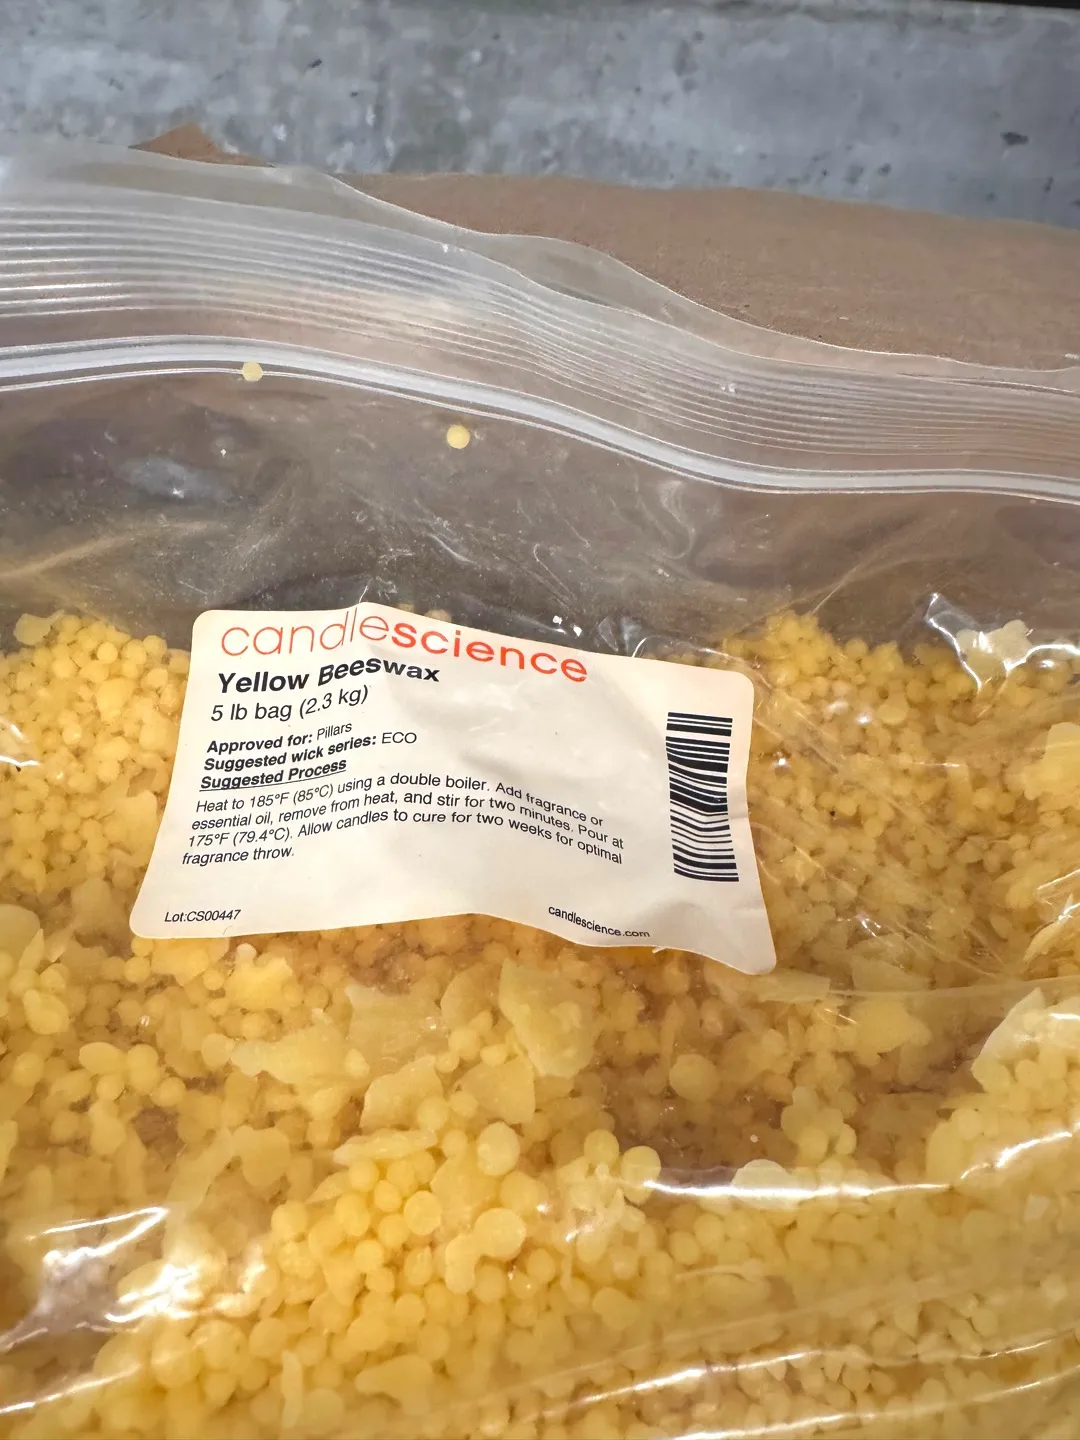 candlescience
Yellow Beeswax
5 lb bag (2.3 kg)
Approved for: Pillars
Suggested wick series: ECO
Suggested Process
Heat to 185°F (85°C) using a double boiler. Add fragrance or
essential oil, remove from heat, and stir for two minutes. Pour at
175°F (79.4°C). Allow candles to cure for two weeks for optimal
fragrance throw.
Lot:CS00447
candlescience.com